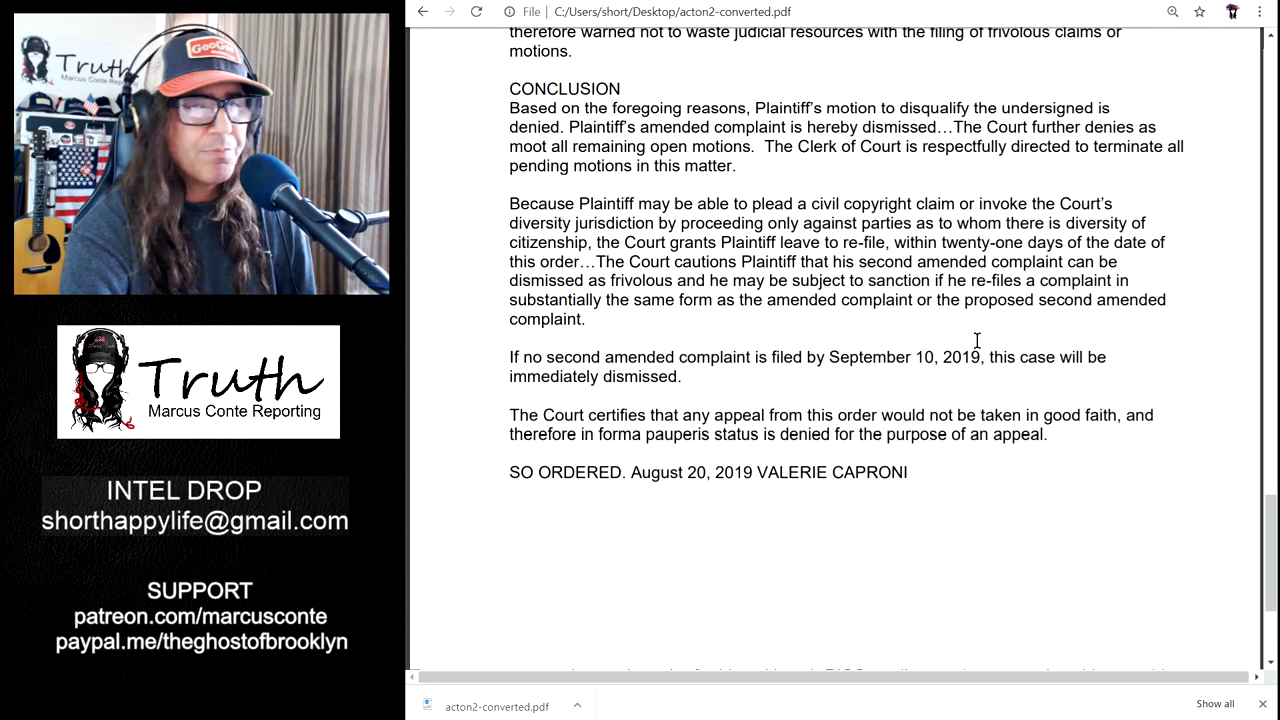 File | C:/Users/short/Desktop/acton2-converted.pdf
GooGoo
Truth
Marcus Conte Reporting
therefore warned not to waste judicial resources with the filing of frivolous claims or
motions.
CONCLUSION
Based on the foregoing reasons, Plaintiff's motion to disqualify the undersigned is
denied. Plaintiff's amended complaint is hereby dismissed…The Court further denies as
moot all remaining open motions. The Clerk of Court is respectfully directed to terminate all
pending motions in this matter.
Because Plaintiff may be able to plead a civil copyright claim or invoke the Court's
diversity jurisdiction by proceeding only against parties as to whom there is diversity of
citizenship, the Court grants Plaintiff leave to re-file, within twenty-one days of the date of
this order…The Court cautions Plaintiff that his second amended complaint can be
dismissed as frivolous and he may be subject to sanction if he re-files a complaint in
substantially the same form as the amended complaint or the proposed second amended
complaint.
If no second amended complaint is filed by September 10, 2019, this case will be
immediately dismissed.
The Court certifies that any appeal from this order would not be taken in good faith, and
therefore in forma pauperis status is denied for the purpose of an appeal.
SO ORDERED. August 20, 2019 VALERIE CAPRONI
Truth
Marcus Conte Reporting
INTEL DROP
shorthappylife@gmail.com
SUPPORT
patreon.com/marcusconte
paypal.me/theghostofbrooklyn
acton2-converted.pdf
Show all